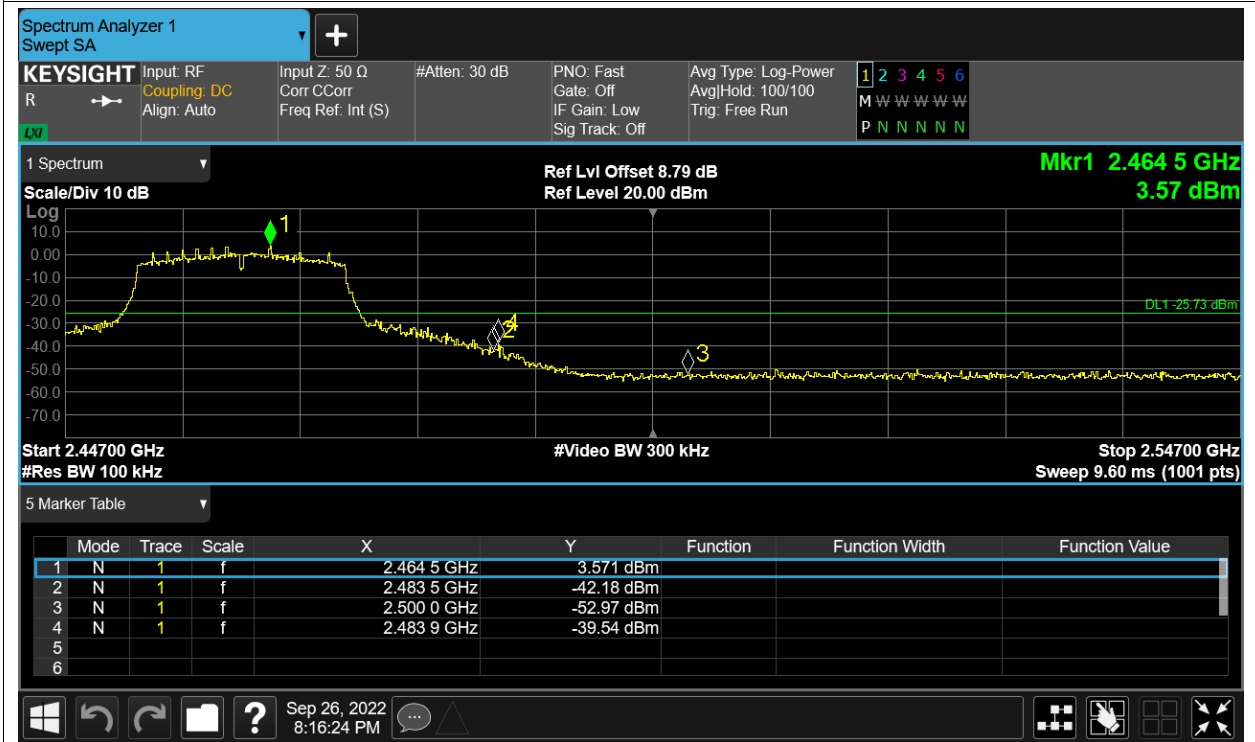 Spectrum Analyzer 1
Swept SA
KEYSIGHT Input: RF Input Z: 50 Ω #Atten: 30 dB PNO: Fast Avg Type: Log-Power 1 2 3 4 5 6
R Coupling: DC Corr CCorr Gate: Off Avg|Hold: 100/100 M W W W W W W
Align: Auto Freq Ref: Int (S) IF Gain: Low Trig: Free Run
LXI Sig Track: Off P N N N N N N
1 Spectrum Ref Lvl Offset 8.79 dB Mkr1 2.464 5 GHz
Scale/Div 10 dB Ref Level 20.00 dBm 3.57 dBm
Log
1
10.0
0.00
-10.0
-20.0
DL1 -25.73 dBm
-30.0
2 4
-40.0
3
-50.0
-60.0
-70.0
Start 2.44700 GHz #Video BW 300 kHz Stop 2.54700 GHz
#Res BW 100 kHz Sweep 9.60 ms (1001 pts)
5 Marker Table
Mode Trace Scale X Y Function Function Width Function Value
1 N 1 f 2.464 5 GHz 3.571 dBm
2 N 1 f 2.483 5 GHz -42.18 dBm
3 N 1 f 2.500 0 GHz -52.97 dBm
4 N 1 f 2.483 9 GHz -39.54 dBm
5
6
? Sep 26, 2022
8:16:24 PM